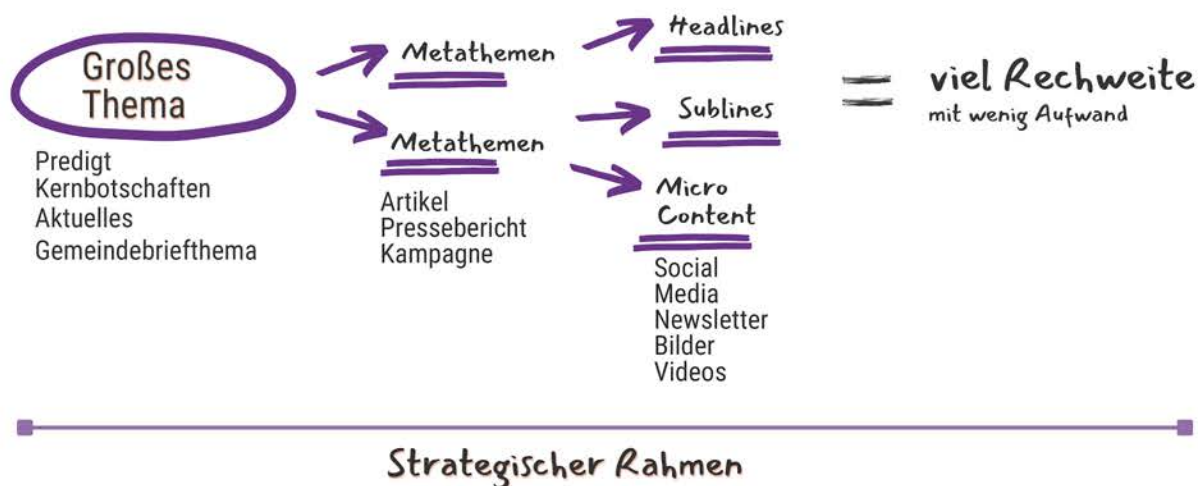 Großes
Thema
Predigt
Kernbotschaften
Aktuelles
Gemeindebriefthema
Metathemen
Metathemen
Artikel
Pressebericht
Kampagne
Headlines
Sublines
Micro
Content
Social
Media
Newsletter
Bilder
Videos
= viel Rechweite
mit wenig Aufwand
Strategischer Rahmen